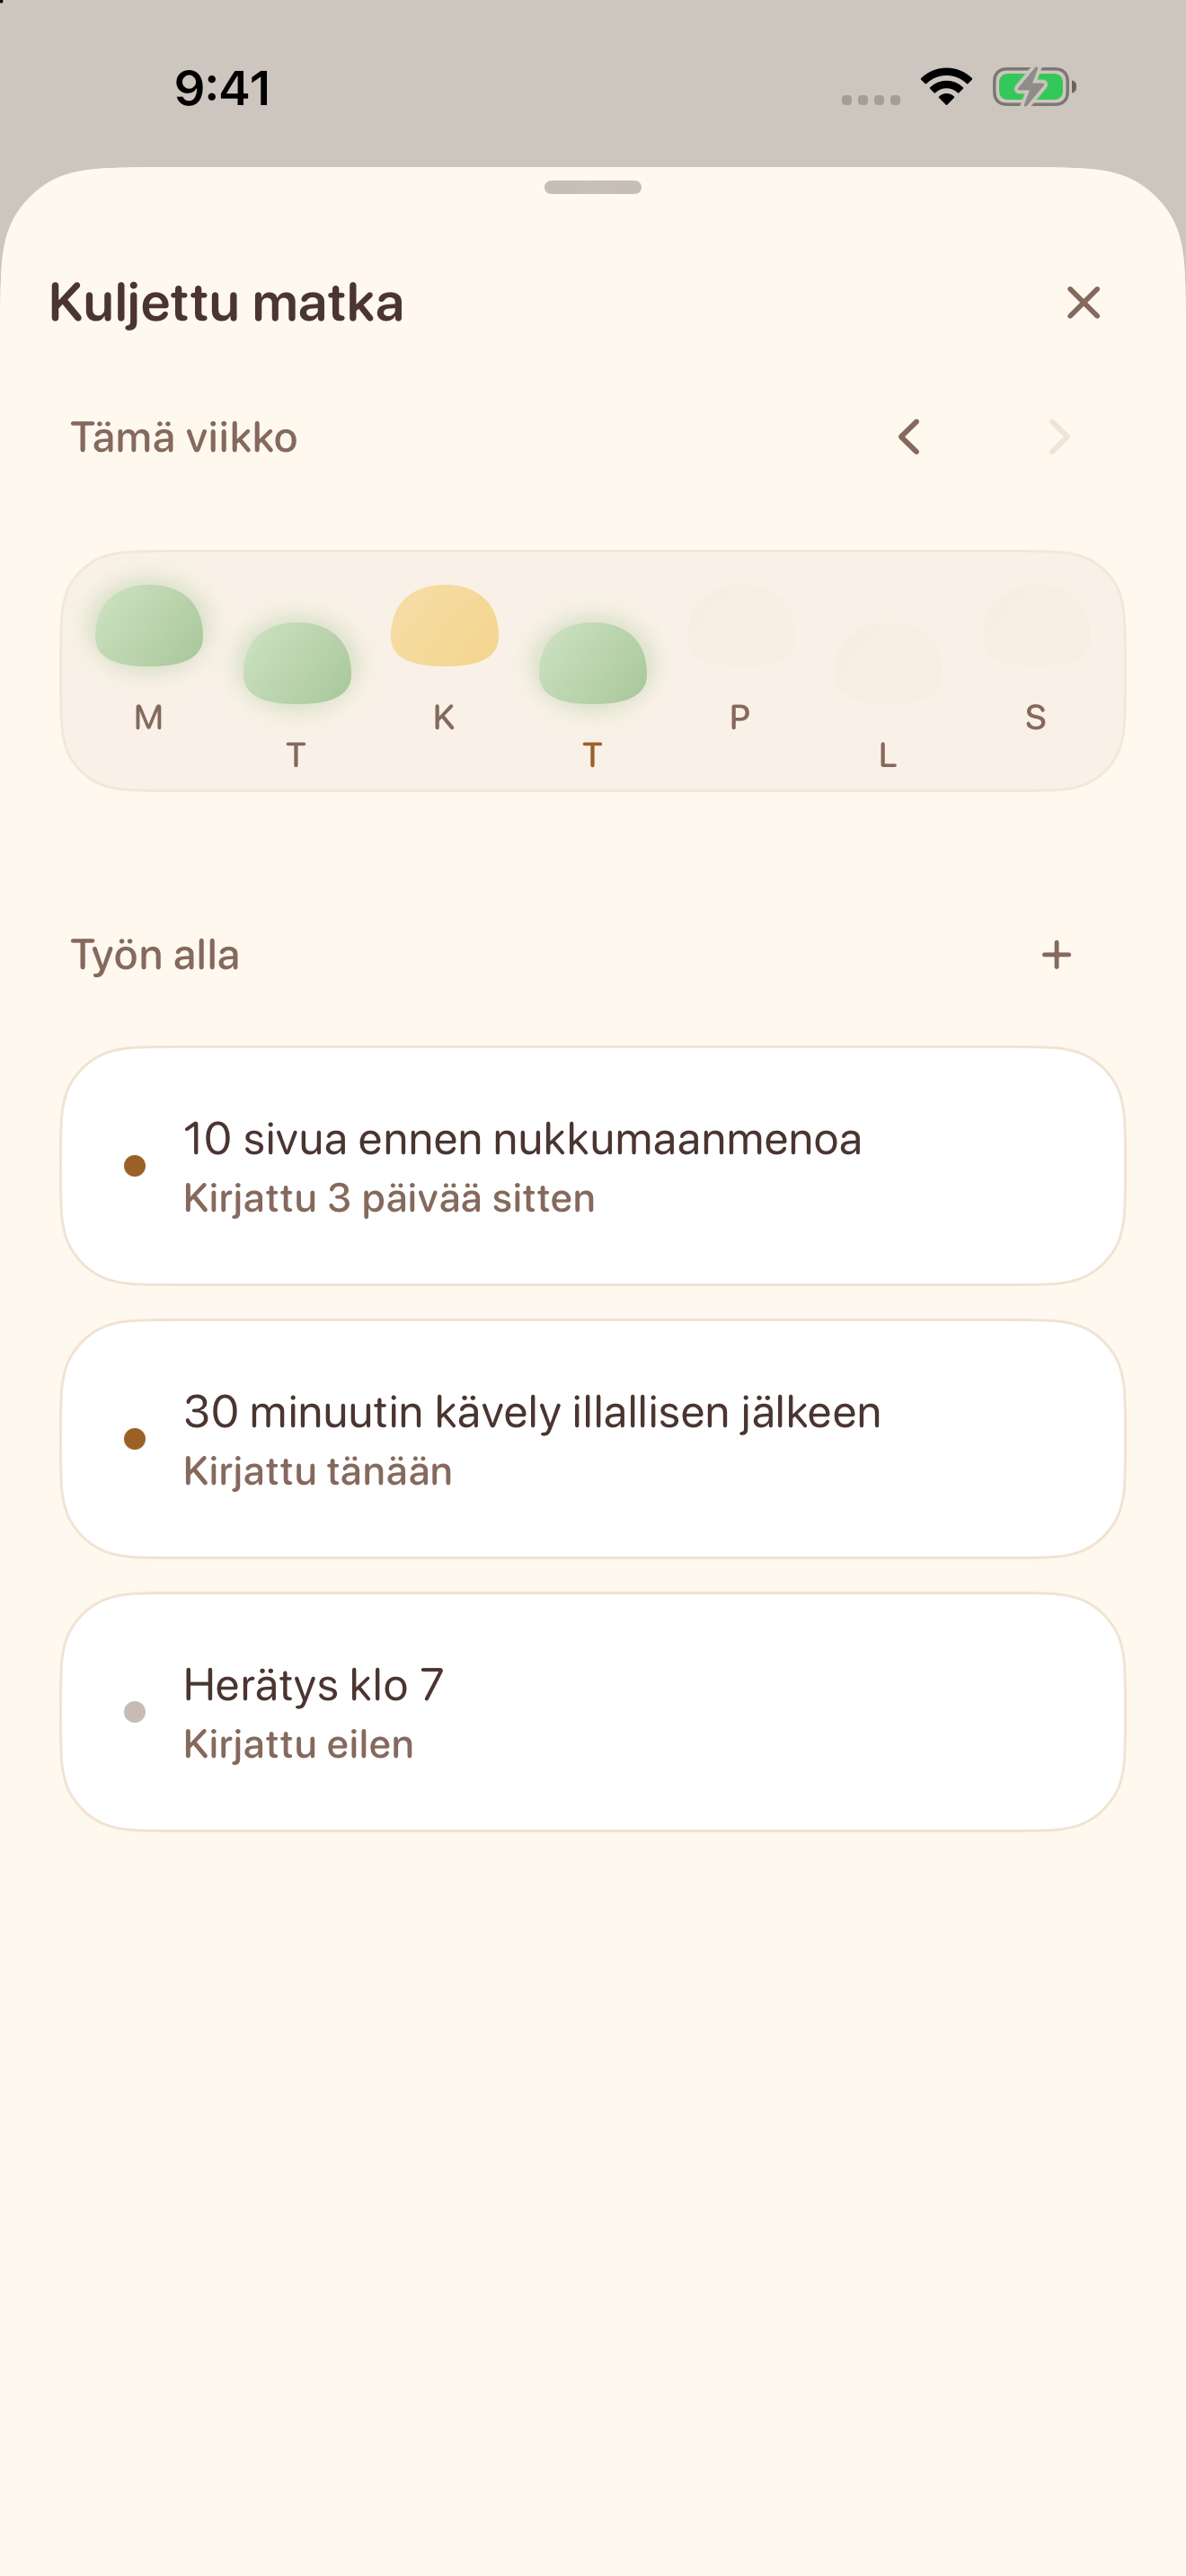 9:41
Kuljettu matka
Tämä viikko
M T K T P L S
Työn alla
10 sivua ennen nukkumaanmenoa
Kirjattu 3 päivää sitten
30 minuutin kävely illallisen jälkeen
Kirjattu tänään
Herätys klo 7
Kirjattu eilen